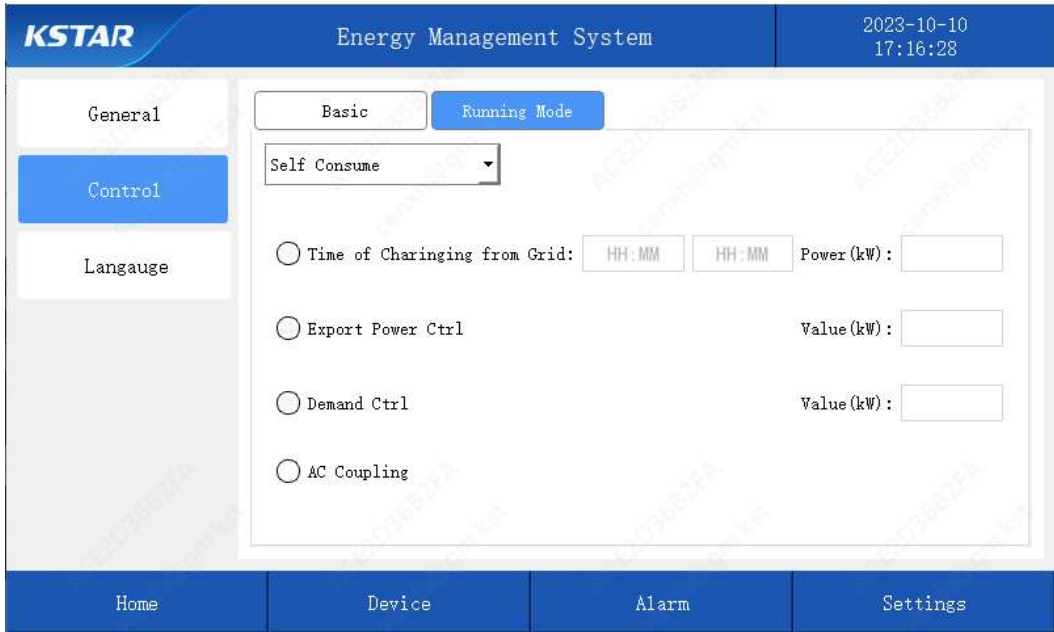 KSTAR
Energy Management System
2023-10-10
17:16:28
General
Control
Langauge
Basic
Running Mode
Self Consume
Time of Charinging from Grid: HH:MM HH:MM Power(kW):
Export Power Ctrl Value(kW):
Demand Ctrl Value(kW):
AC Coupling
Home Device Alarm Settings